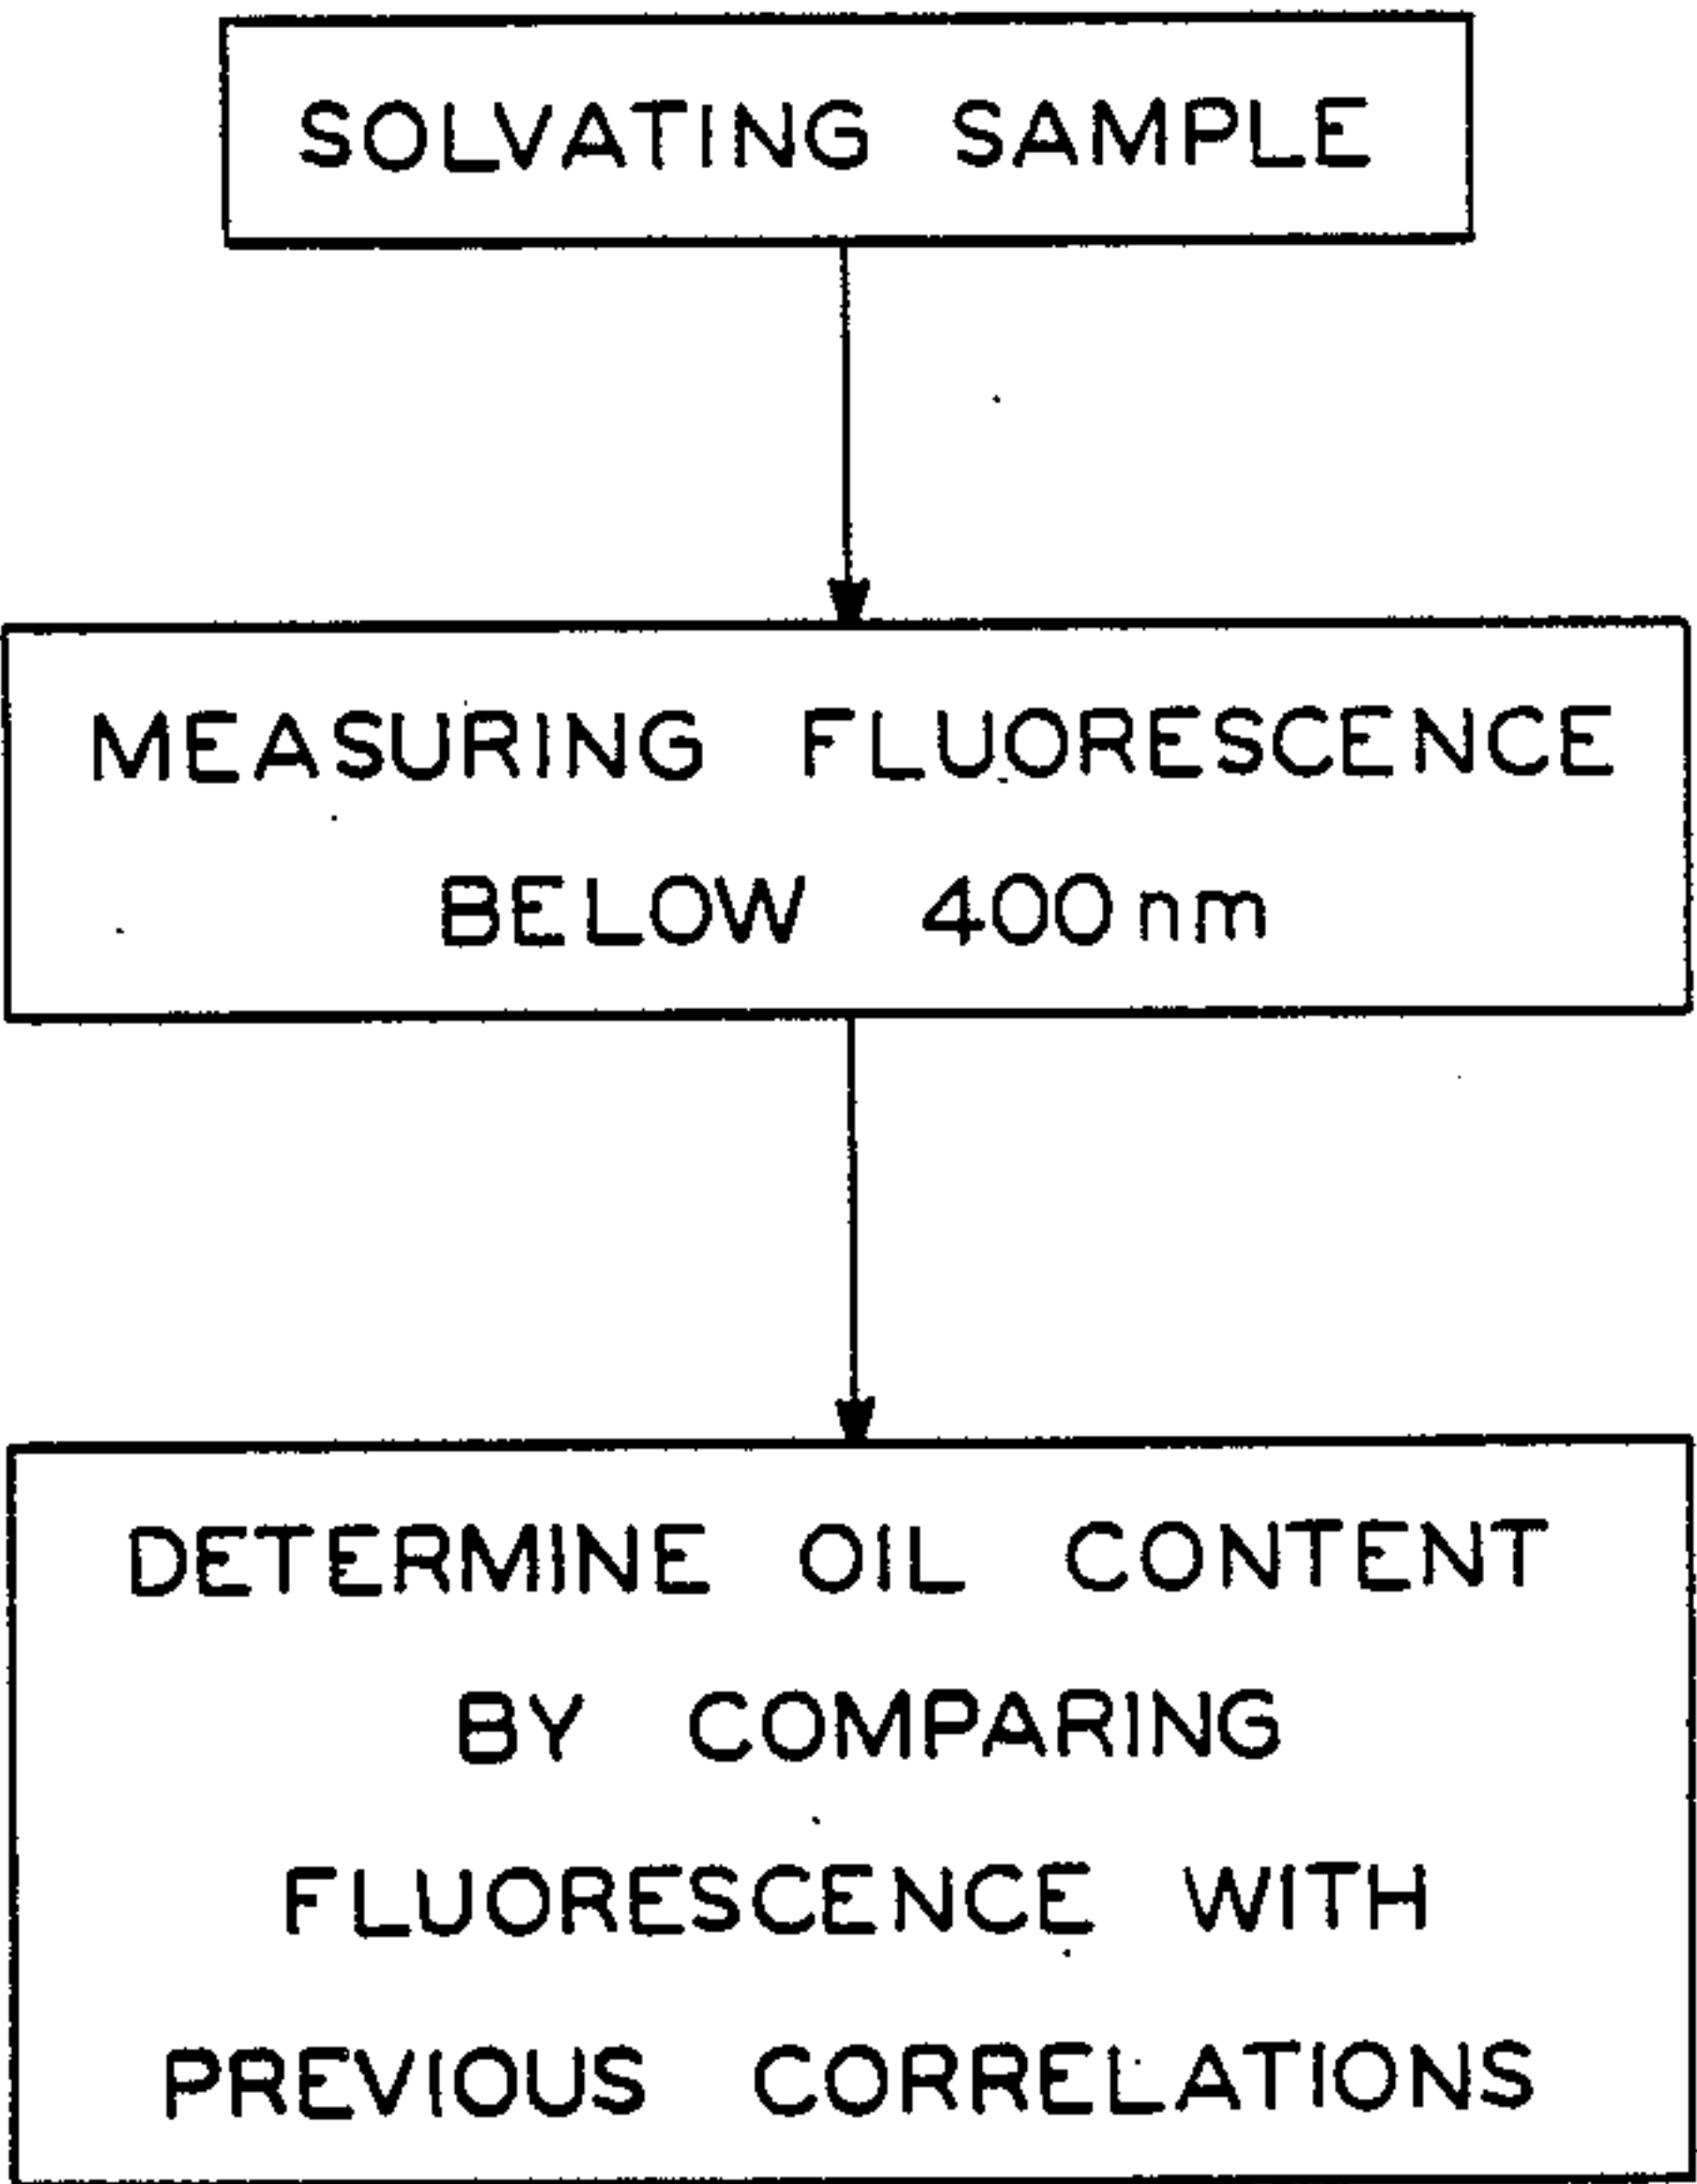 SOLVATING SAMPLE
MEASURING FLUORESCENCE
BELOW 400nm
DETERMINE OIL CONTENT
BY COMPARING
FLUORESCENCE WITH
PREVIOUS CORRELATIONS